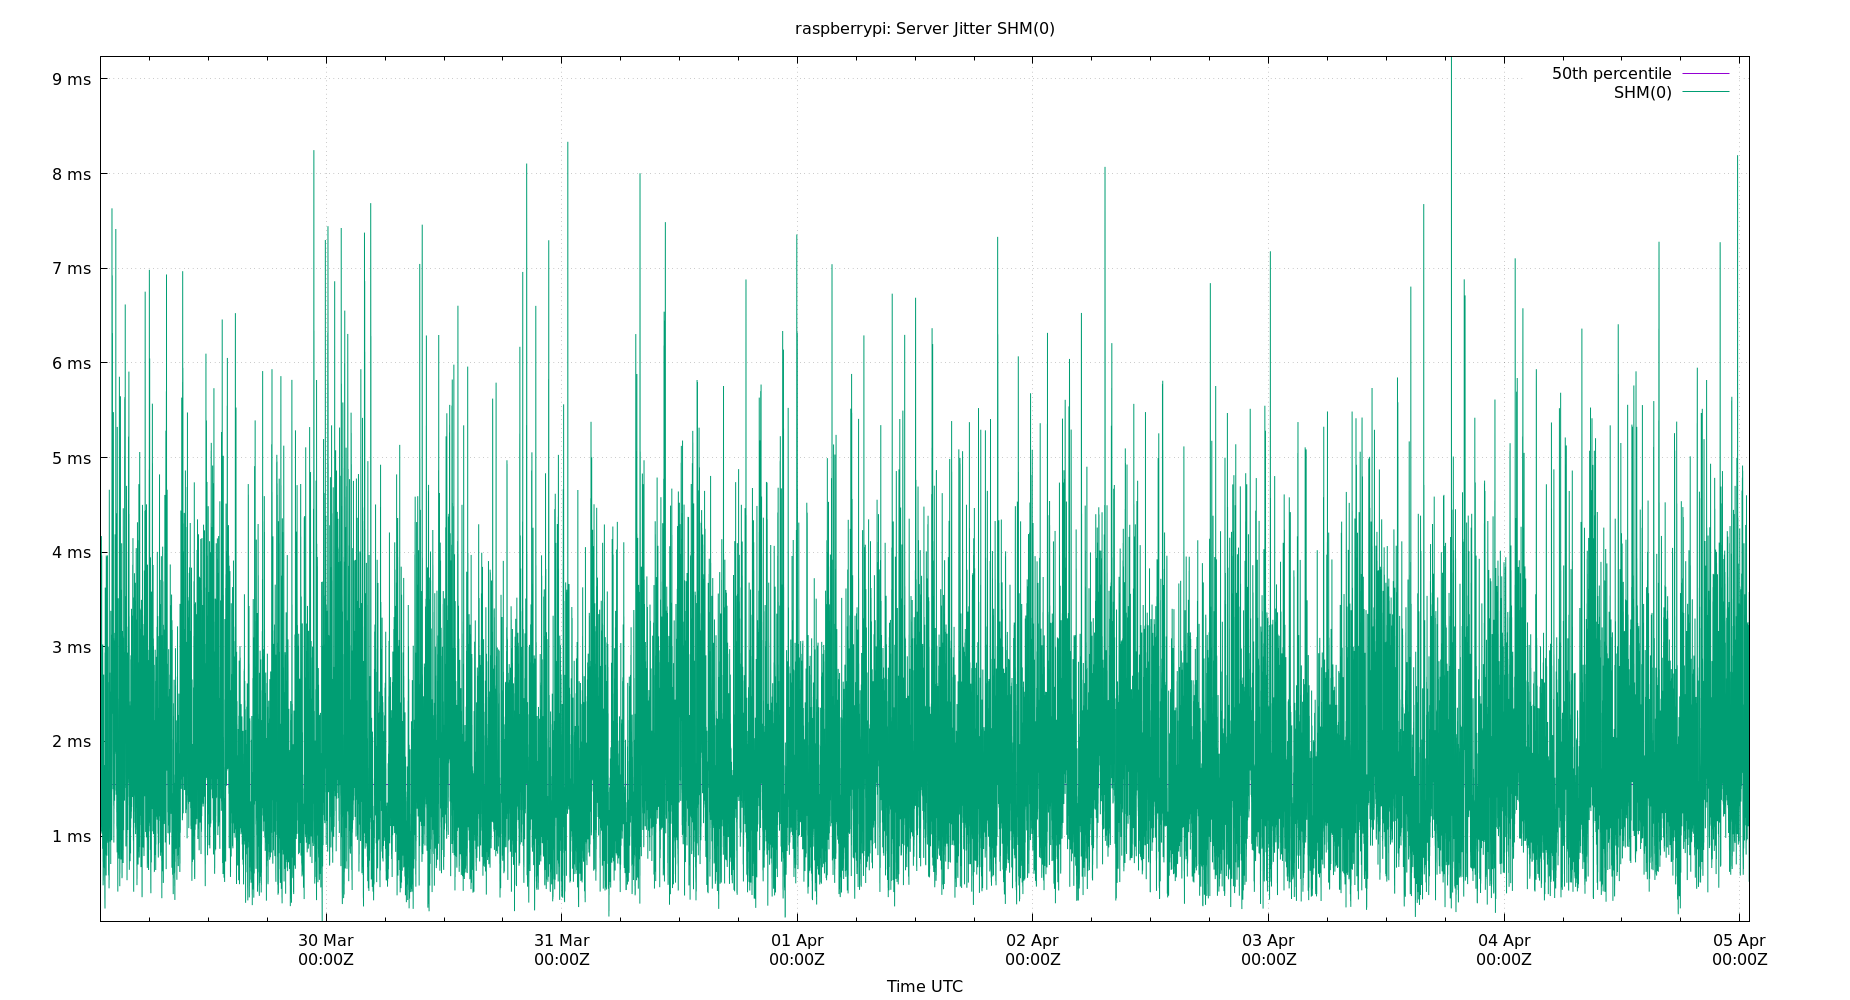 raspberrypi: Server Jitter SHM(0)
9 ms
8 ms
7 ms
6 ms
5 ms
4 ms
3 ms
2 ms
1 ms
50th percentile
SHM(0)
30 Mar
00:00Z
31 Mar
00:00Z
01 Apr
00:00Z
02 Apr
00:00Z
03 Apr
00:00Z
04 Apr
00:00Z
05 Apr
00:00Z
Time UTC